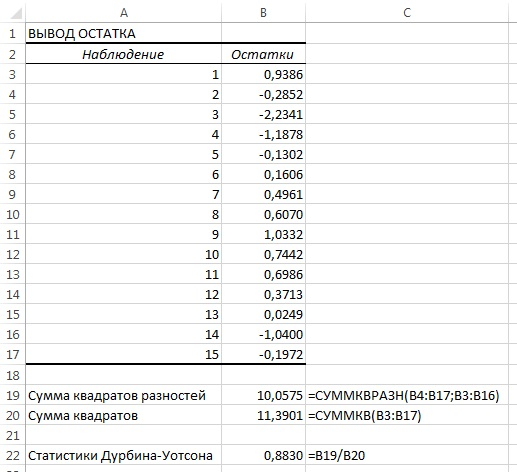 A B C
1 ВЫВОД ОСТАТКА
2 Наблюдение Остатки
3 1 0,9386
4 2 -0,2852
5 3 -2,2341
6 4 -1,1878
7 5 -0,1302
8 6 0,1606
9 7 0,4961
10 8 0,6070
11 9 1,0332
12 10 0,7442
13 11 0,6986
14 12 0,3713
15 13 0,0249
16 14 -1,0400
17 15 -0,1972
18
19 Сумма квадратов разностей 10,0575 =СУММКВРАЗН(B4:B17;B3:B16)
20 Сумма квадратов 11,3901 =СУММКВ(B3:B17)
21
22 Статистики Дурбина-Уотсона 0,8830 =B19/B20